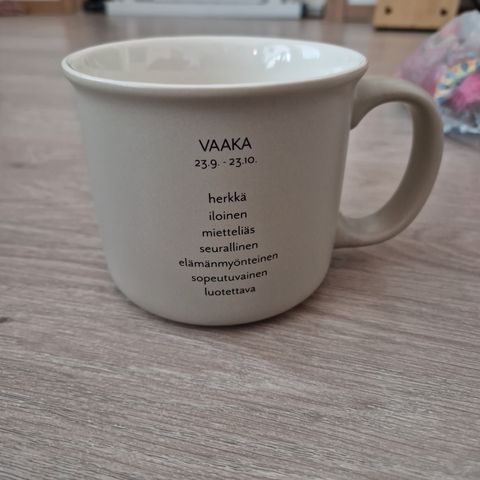 VAAKA
23.9. - 23.10.
herkkä
iloinen
mietteliäs
seurallinen
elämänmyönteinen
sopeutuvainen
luotettava